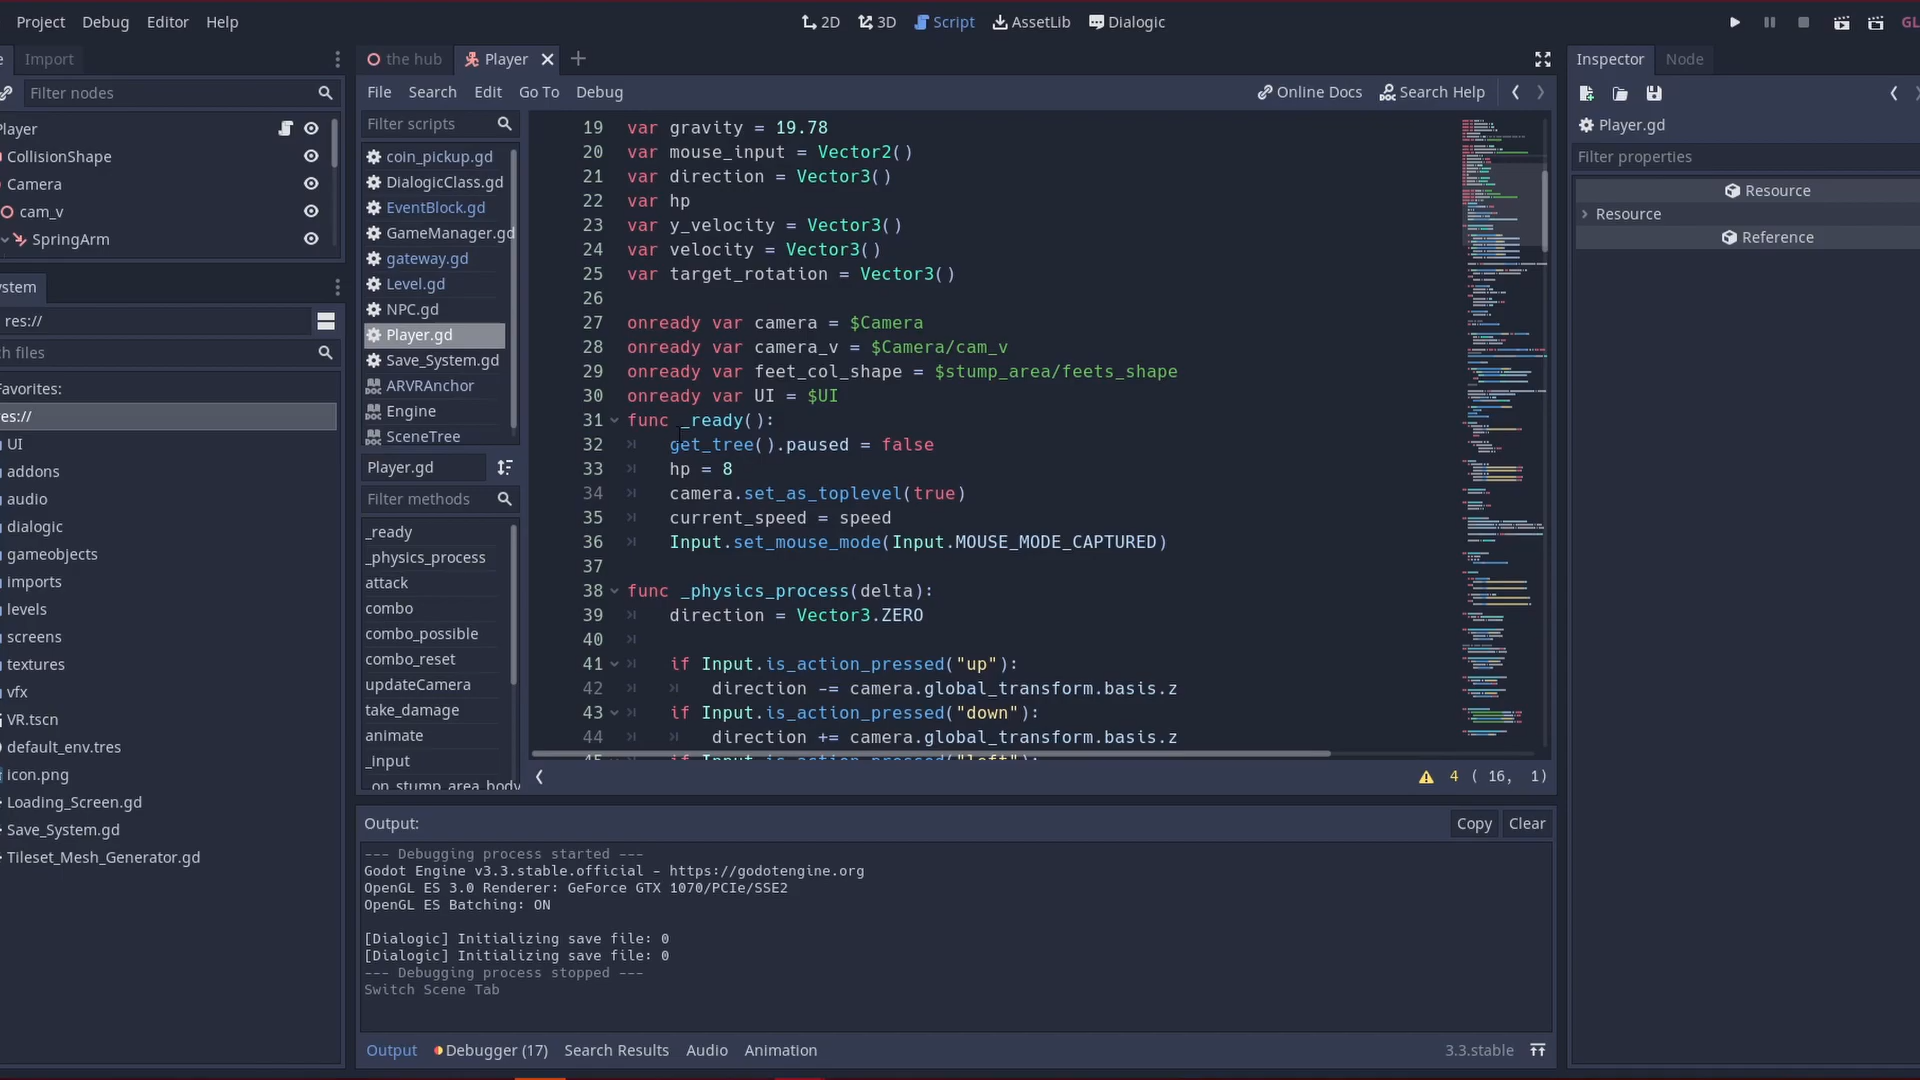 Project Debug Editor Help
2D 3D Script AssetLib Dialogic
GL
Import
the hub Player
Inspector Node
Filter nodes
File Search Edit Go To Debug
Online Docs Search Help
Player
CollisionShape
Camera
cam_v
SpringArm
ystem
res://
ch files
Favorites:
res://
UI
addons
audio
dialogic
gameobjects
imports
levels
screens
textures
vfx
VR.tscn
default_env.tres
icon.png
Loading_Screen.gd
Save_System.gd
Tileset_Mesh_Generator.gd
Filter scripts
coin_pickup.gd
DialogicClass.gd
EventBlock.gd
GameManager.gd
gateway.gd
Level.gd
NPC.gd
Player.gd
Save_System.gd
ARVRAnchor
Engine
SceneTree
Player.gd
Filter methods
_ready
_physics_process
attack
combo
combo_possible
combo_reset
updateCamera
take_damage
animate
_input
_on_stump_area_body
19 var gravity = 19.78
20 var mouse_input = Vector2()
21 var direction = Vector3()
22 var hp
23 var y_velocity = Vector3()
24 var velocity = Vector3()
25 var target_rotation = Vector3()
26
27 onready var camera = $Camera
28 onready var camera_v = $Camera/cam_v
29 onready var feet_col_shape = $stump_area/feets_shape
30 onready var UI = $UI
31 func _ready():
32 get_tree().paused = false
33 hp = 8
34 camera.set_as_toplevel(true)
35 current_speed = speed
36 Input.set_mouse_mode(Input.MOUSE_MODE_CAPTURED)
37
38 func _physics_process(delta):
39 direction = Vector3.ZERO
40
41 if Input.is_action_pressed("up"):
42 direction -= camera.global_transform.basis.z
43 if Input.is_action_pressed("down"):
44 direction += camera.global_transform.basis.z
45 if Input.is_action_pressed("left"):
4 ( 16, 1)
Output:
Copy Clear
--- Debugging process started ---
Godot Engine v3.3.stable.official - https://godotengine.org
OpenGL ES 3.0 Renderer: GeForce GTX 1070/PCIe/SSE2
OpenGL ES Batching: ON
[Dialogic] Initializing save file: 0
[Dialogic] Initializing save file: 0
--- Debugging process stopped ---
Switch Scene Tab
Output Debugger (17) Search Results Audio Animation
3.3.stable
Player.gd
Filter properties
Resource
Resource
Reference